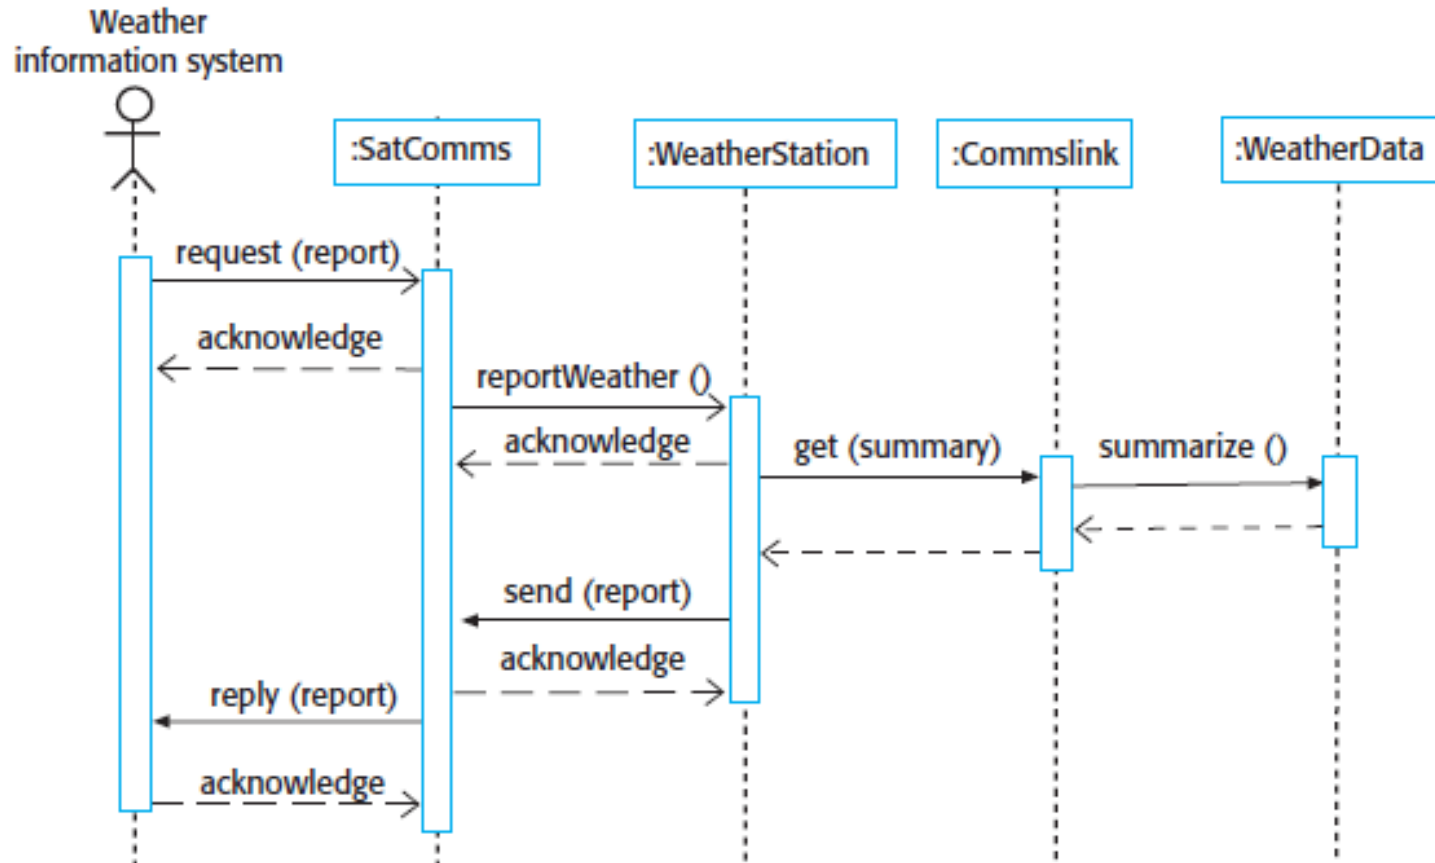 Weather
information system
:SatComms
:WeatherStation
:Commslink
:WeatherData
request (report)
acknowledge
reportWeather ()
acknowledge
get (summary)
summarize ()
send (report)
acknowledge
reply (report)
acknowledge